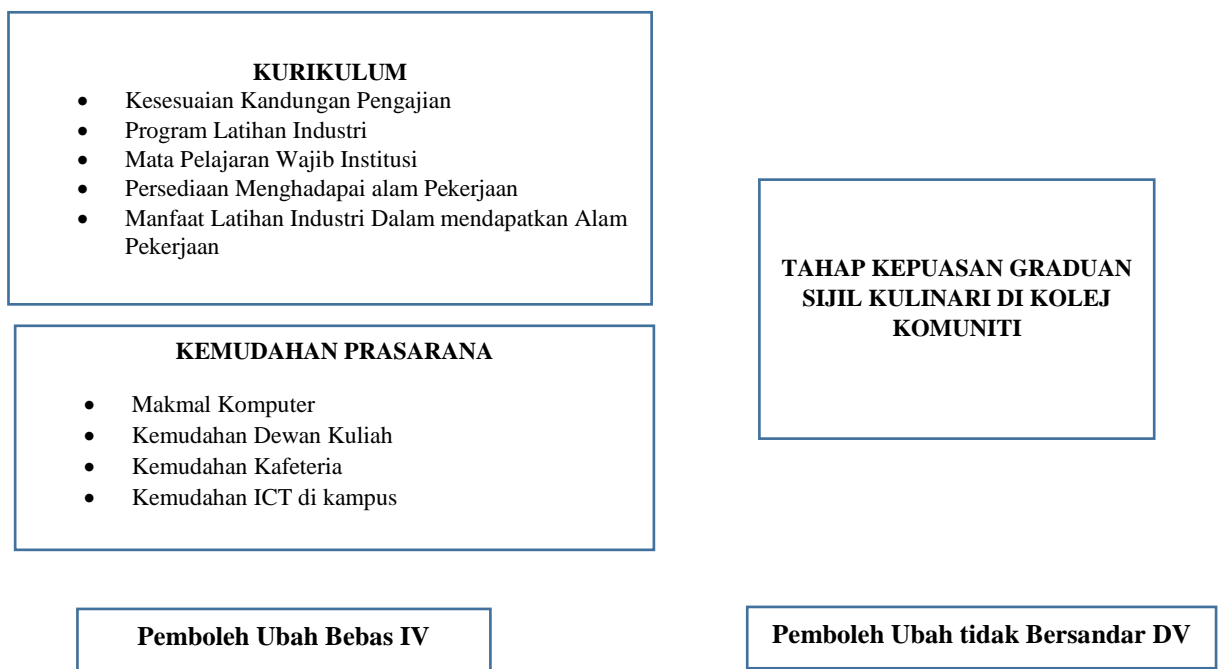 KURIKULUM
• Kesesuaian Kandungan Pengajian
• Program Latihan Industri
• Mata Pelajaran Wajib Institusi
• Persediaan Menghadapai alam Pekerjaan
• Manfaat Latihan Industri Dalam mendapatkan Alam
Pekerjaan
KEMUDAHAN PRASARANA
• Makmal Komputer
• Kemudahan Dewan Kuliah
• Kemudahan Kafeteria
• Kemudahan ICT di kampus
TAHAP KEPUASAN GRADUAN
SIJIL KULINARI DI KOLEJ
KOMUNITI
Pemboleh Ubah Bebas IV
Pemboleh Ubah tidak Bersandar DV